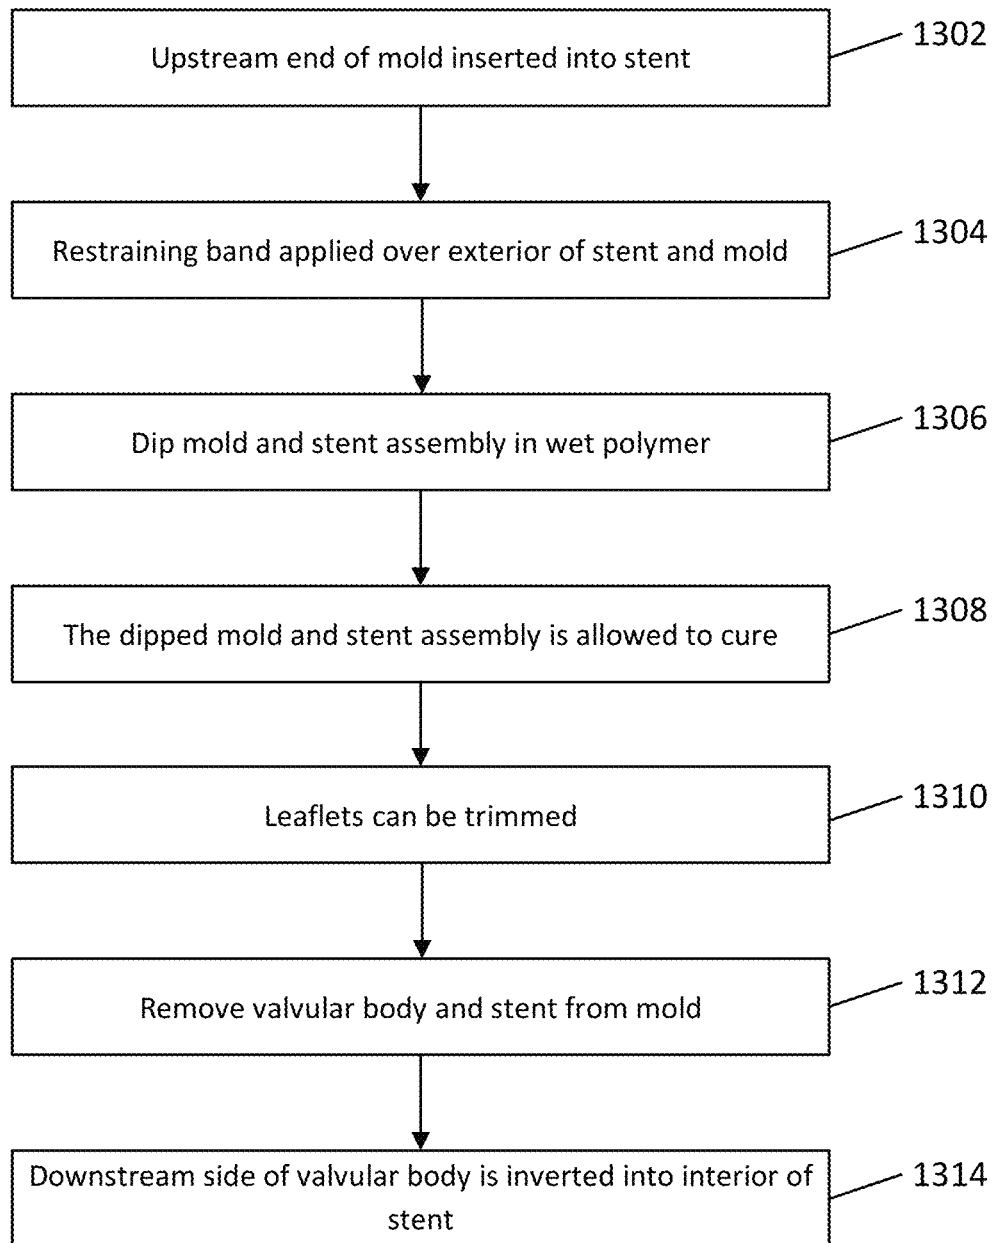 Upstream end of mold inserted into stent
1302
Restraining band applied over exterior of stent and mold
1304
Dip mold and stent assembly in wet polymer
1306
The dipped mold and stent assembly is allowed to cure
1308
Leaflets can be trimmed
1310
Remove valvular body and stent from mold
1312
Downstream side of valvular body is inverted into interior of
stent
1314